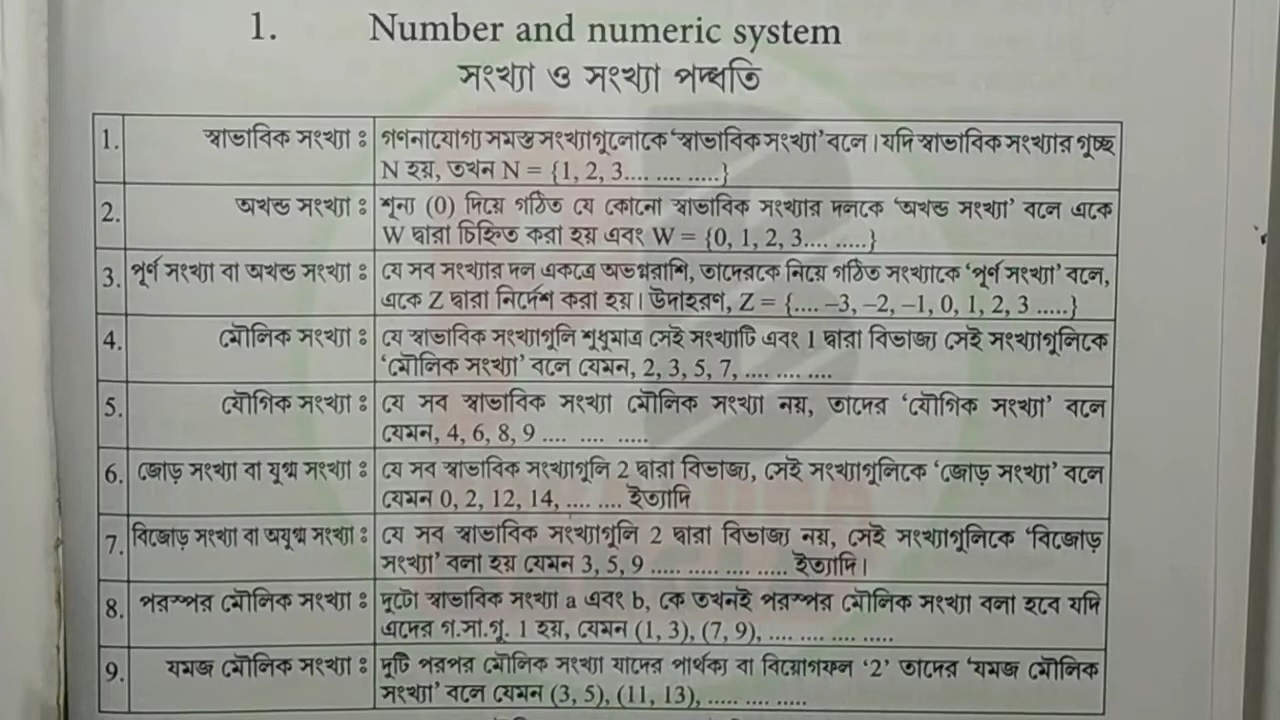 1. Number and numeric system
সংখ্যা ও সংখ্যা পদ্ধতি
1. স্বাভাবিক সংখ্যা ঃ গণনাযোগ্য সমস্ত সংখ্যাগুলোকে ‘স্বাভাবিক সংখ্যা’ বলে। যদি স্বাভাবিক সংখ্যার গুচ্ছ
N হয়, তখন N = {1, 2, 3.... .... .....}
2. অখন্ড সংখ্যা ঃ শূন্য (0) দিয়ে গঠিত যে কোনো স্বাভাবিক সংখ্যার দলকে ‘অখন্ড সংখ্যা’ বলে একে
W দ্বারা চিহ্নিত করা হয় এবং W = {0, 1, 2, 3.... .....}
3. পূর্ণ সংখ্যা বা অখন্ড সংখ্যা ঃ যে সব সংখ্যার দল একত্রে অভগ্নরাশি, তাদেরকে নিয়ে গঠিত সংখ্যাকে ‘পূর্ণ সংখ্যা’ বলে,
একে Z দ্বারা নির্দেশ করা হয়। উদাহরণ, Z = {.... –3, –2, –1, 0, 1, 2, 3 .....}
4. মৌলিক সংখ্যা ঃ যে স্বাভাবিক সংখ্যাগুলি শুধুমাত্র সেই সংখ্যাটি এবং 1 দ্বারা বিভাজ্য সেই সংখ্যাগুলিকে
‘মৌলিক সংখ্যা’ বলে যেমন, 2, 3, 5, 7, .... .... ....
5. যৌগিক সংখ্যা ঃ যে সব স্বাভাবিক সংখ্যা মৌলিক সংখ্যা নয়, তাদের ‘যৌগিক সংখ্যা’ বলে
যেমন, 4, 6, 8, 9 .... .... .....
6. জোড় সংখ্যা বা যুগ্ম সংখ্যা ঃ যে সব স্বাভাবিক সংখ্যাগুলি 2 দ্বারা বিভাজ্য, সেই সংখ্যাগুলিকে ‘জোড় সংখ্যা’ বলে
যেমন 0, 2, 12, 14, .... .... ইত্যাদি
7. বিজোড় সংখ্যা বা অযুগ্ম সংখ্যা ঃ যে সব স্বাভাবিক সংখ্যাগুলি 2 দ্বারা বিভাজ্য নয়, সেই সংখ্যাগুলিকে ‘বিজোড়
সংখ্যা’ বলা হয় যেমন 3, 5, 9 ..... ..... .... ..... ইত্যাদি।
8. পরস্পর মৌলিক সংখ্যা ঃ দুটো স্বাভাবিক সংখ্যা a এবং b, কে তখনই পরস্পর মৌলিক সংখ্যা বলা হবে যদি
এদের গ.সা.গু. 1 হয়, যেমন (1, 3), (7, 9), .... .... .... .....
9. যমজ মৌলিক সংখ্যা ঃ দুটি পরপর মৌলিক সংখ্যা যাদের পার্থক্য বা বিয়োগফল ‘2’ তাদের ‘যমজ মৌলিক
সংখ্যা’ বলে যেমন (3, 5), (11, 13), ..... .... .....